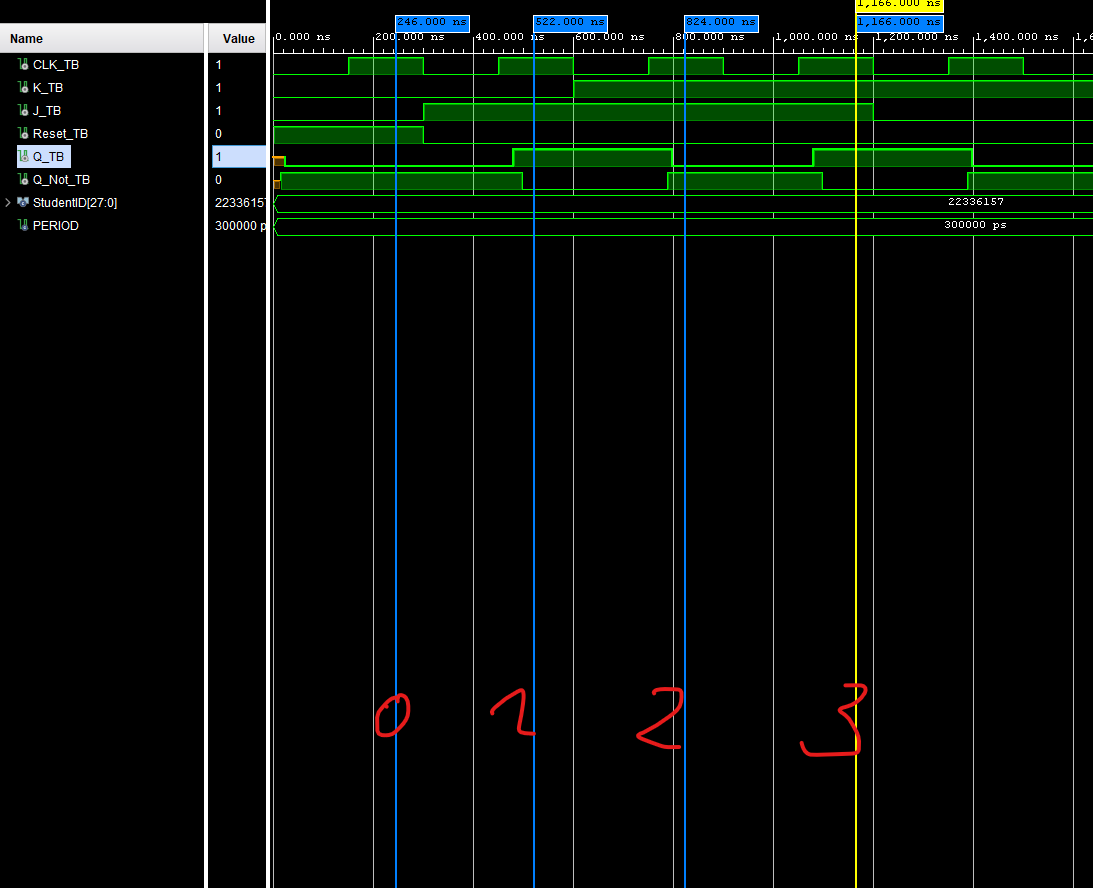 1,166.000 ns
246.000 ns 522.000 ns 824.000 ns 1,166.000 ns
Name Value 0.000 ns 200.000 ns 400.000 ns 600.000 ns 800.000 ns 1,000.000 ns 1,200.000 ns 1,400.000 ns 1,6
CLK_TB 1
K_TB 1
J_TB 1
Reset_TB 0
Q_TB 1
Q_Not_TB 0
StudentID[27:0] 22336157 22336157
PERIOD 300000 p 300000 ps
0 1 2 3